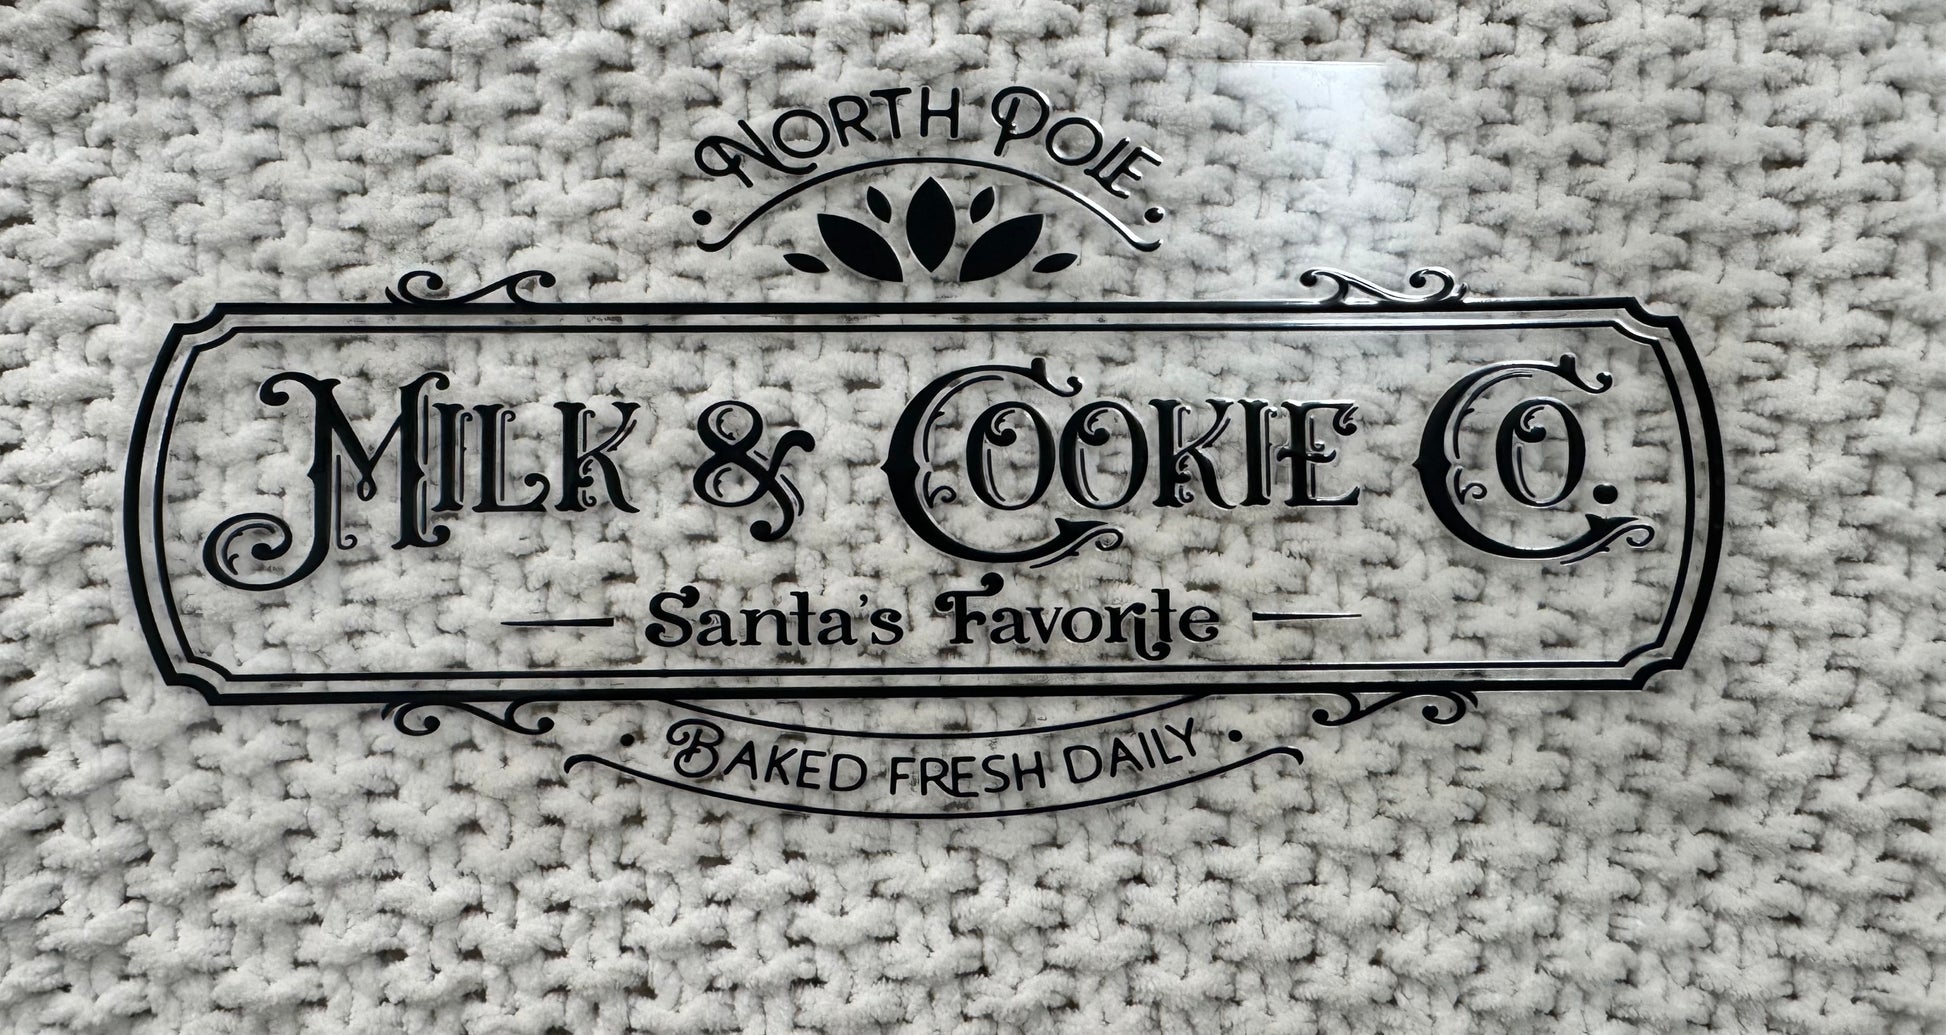 North Pole
Milk & Cookie Co.
Santa's Favorite
Baked Fresh Daily